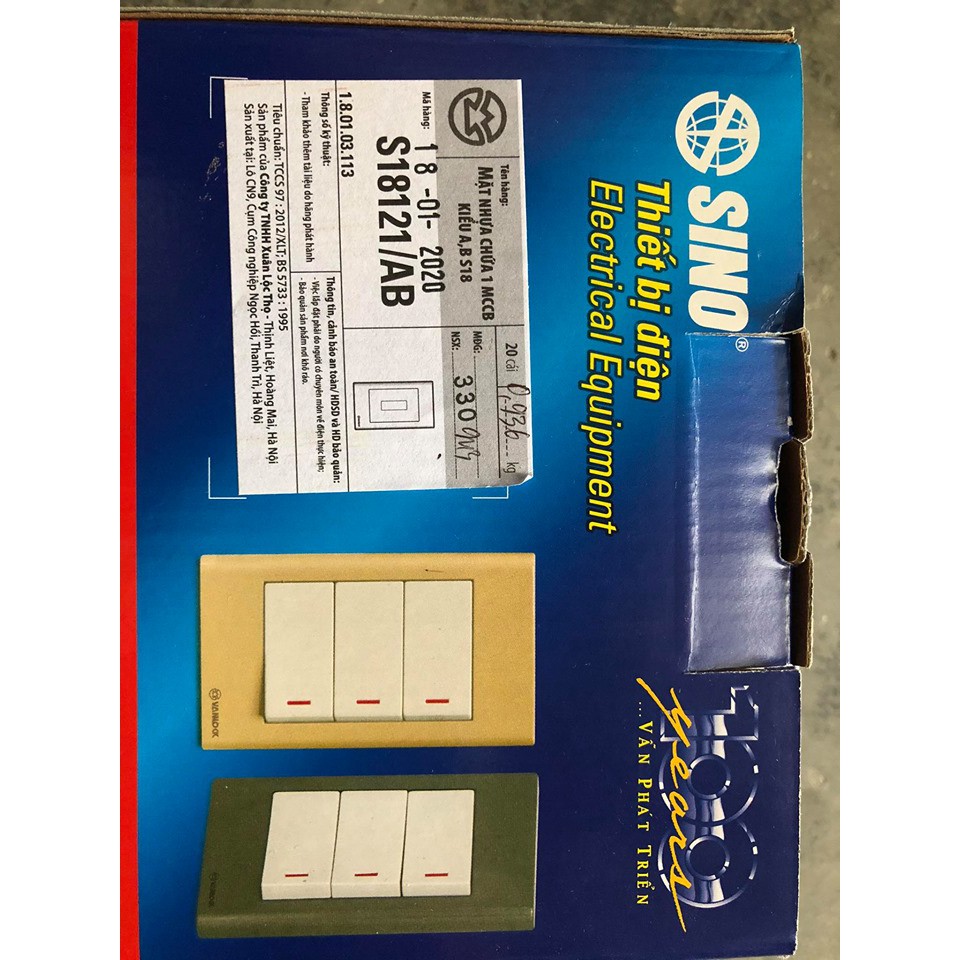 SINO®
Thiết bị điện
Electrical Equipment
100
years
... VẪN PHÁT TRIỂN
Tên hàng:
MẶT NHỰA CHỨA 1 MCCB
KIỂU A,B S18
20 cái
0,936 kg
MĐG:
NSX:
330
Mã hàng:
18-01-2020
S18121/AB
1.8.01.03.113
Thông số kỹ thuật:
- Tham khảo thêm tài liệu do hãng phát hành
Thông tin, cảnh báo an toàn/ HDSD và HD bảo quản:
- Việc lắp đặt phải do người có chuyên môn về điện thực hiện;
- Bảo quản sản phẩm nơi khô ráo.
Tiêu chuẩn: TCCS 97 : 2012/XLT; BS 5733 : 1995
Sản phẩm của Công ty TNHH Xuân Lộc Thọ - Thịnh Liệt, Hoàng Mai, Hà Nội
Sản xuất tại: Lô CN9, Cụm Công nghiệp Ngọc Hồi, Thanh Trì, Hà Nội
VANLOCK